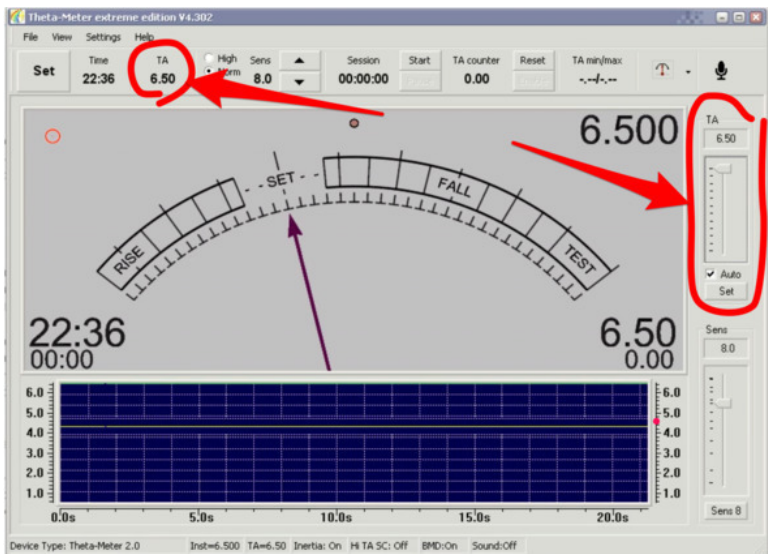 Theta-Meter extreme edition V4.302
File View Settings Help
Set
Time
22:36
TA
6.50
High
Norm
Sens
8.0
Session
00:00:00
Start
TA counter
0.00
Reset
TA min/max
-.--/-.--
6.500
RISE
SET
FALL
TEST
22:36
00:00
6.50
0.00
TA
6.50
Auto
Set
Sens
8.0
Sens 8
6.0
5.0
4.0
3.0
2.0
1.0
6.0
5.0
4.0
3.0
2.0
1.0
0.0s 5.0s 10.0s 15.0s 20.0s
Device Type: Theta-Meter 2.0 Inst=6.500 TA=6.50 Inertia: On Hi TA SC: Off BMD:On Sound:Off